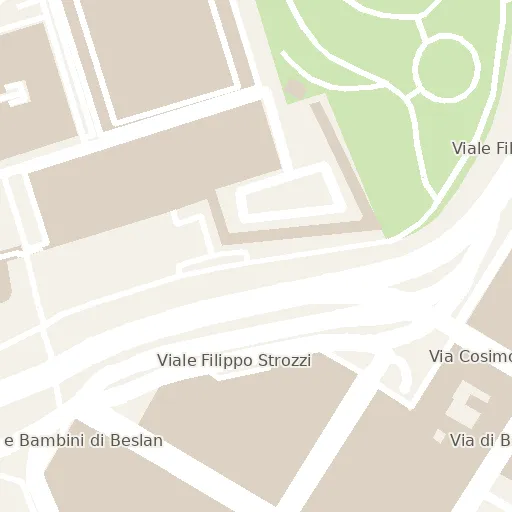 Viale Fil
Viale Filippo Strozzi
Via Cosimo
e Bambini di Beslan
Via di B